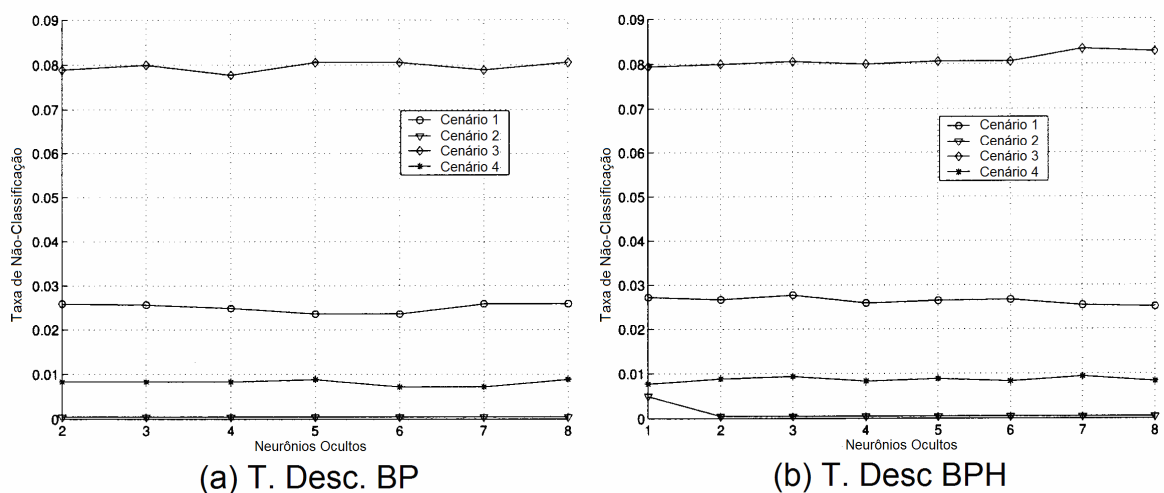 0.09
0.08
0.07
0.06
0.05
0.04
0.03
0.02
0.01
0
Taxa de Não-Classificação
Cenário 1
Cenário 2
Cenário 3
Cenário 4
2 3 4 5 6 7 8
Neurônios Ocultos
(a) T. Desc. BP
0.09
0.08
0.07
0.06
0.05
0.04
0.03
0.02
0.01
0
Taxa de Não-Classificação
Cenário 1
Cenário 2
Cenário 3
Cenário 4
1 2 3 4 5 6 7 8
Neurônios Ocultos
(b) T. Desc BPH